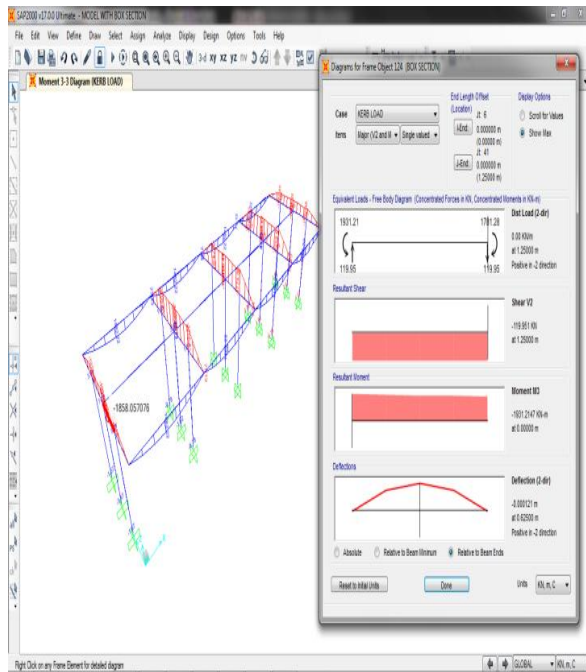 SAP2000 v17.0.0 Ultimate - MODEL WITH BOX SECTION
File Edit View Define Draw Select Assign Analyze Display Design Options Tools Help
3-d xy xz yz nv
Moment 3-3 Diagram (KERB LOAD)
-1858.057076
Diagrams for Frame Object 124 (BOX SECTION)
Case KERB LOAD
Items Major (V2 and M Single valued
End Length Offset
(Location)
I-End: Jt: 6
0.000000 m
(0.00000 m)
J-End: Jt: 41
0.000000 m
(1.25000 m)
Display Options
Scroll for Values
Show Max
Equivalent Loads - Free Body Diagram (Concentrated Forces in KN, Concentrated Moments in KN-m)
1931.21 1781.28
119.95 119.95
Dist Load (2-dir)
0.00 KN/m
at 1.25000 m
Positive in -2 direction
Resultant Shear
Shear V2
-119.951 KN
at 1.25000 m
Resultant Moment
Moment M3
-1931.2147 KN-m
at 0.00000 m
Deflections
Deflection (2-dir)
-0.000121 m
at 0.62500 m
Positive in -2 direction
Absolute Relative to Beam Minimum Relative to Beam Ends
Reset to Initial Units Done Units KN, m, C
Right Click on any Frame Element for detailed diagram
GLOBAL KN, m, C